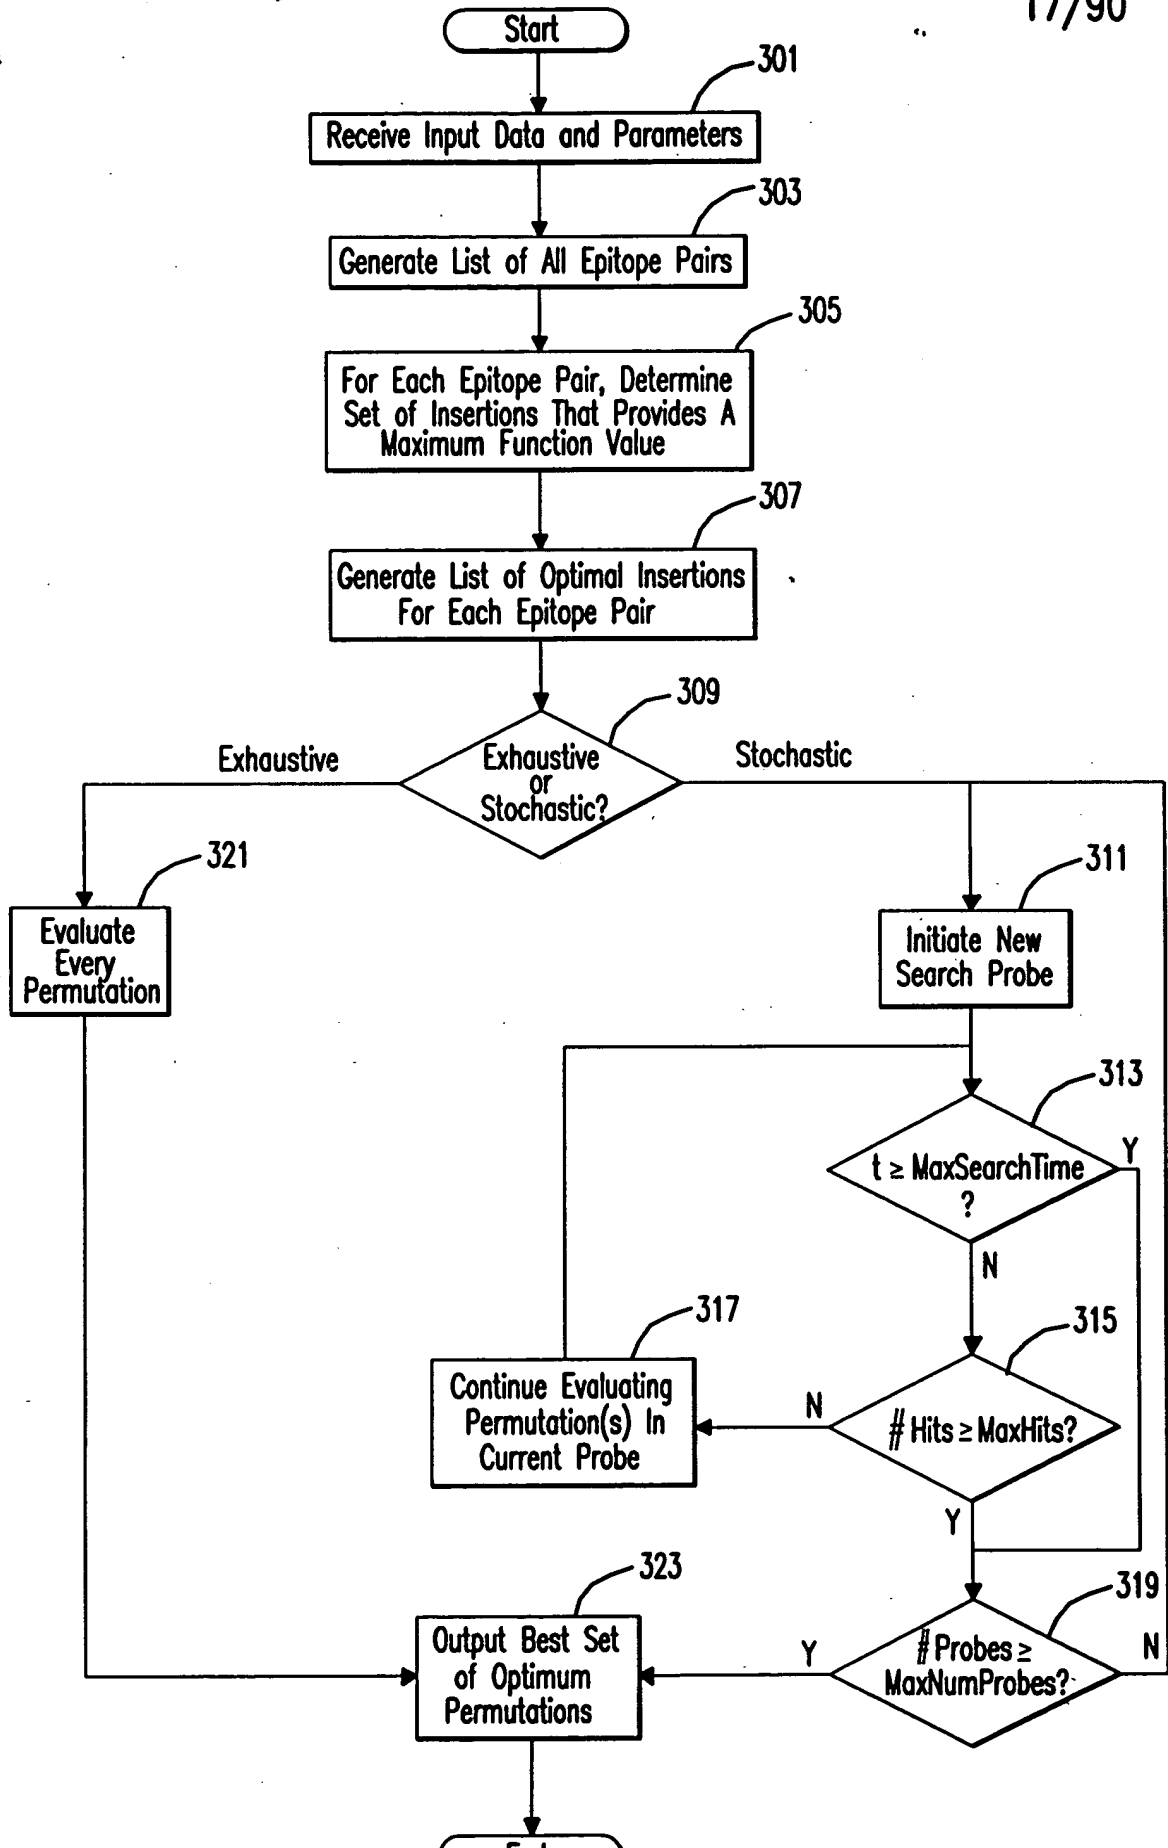 17/90
Start
301
Receive Input Data and Parameters
303
Generate List of All Epitope Pairs
305
For Each Epitope Pair, Determine
Set of Insertions That Provides A
Maximum Function Value
307
Generate List of Optimal Insertions
For Each Epitope Pair
309
Exhaustive
Exhaustive
or
Stochastic?
Stochastic
321
Evaluate
Every
Permutation
311
Initiate New
Search Probe
313
t ≥ MaxSearchTime
?
Y
N
317
Continue Evaluating
Permutation(s) In
Current Probe
315
# Hits ≥ MaxHits?
N
Y
323
Output Best Set
of Optimum
Permutations
319
# Probes ≥
MaxNumProbes?
Y
N